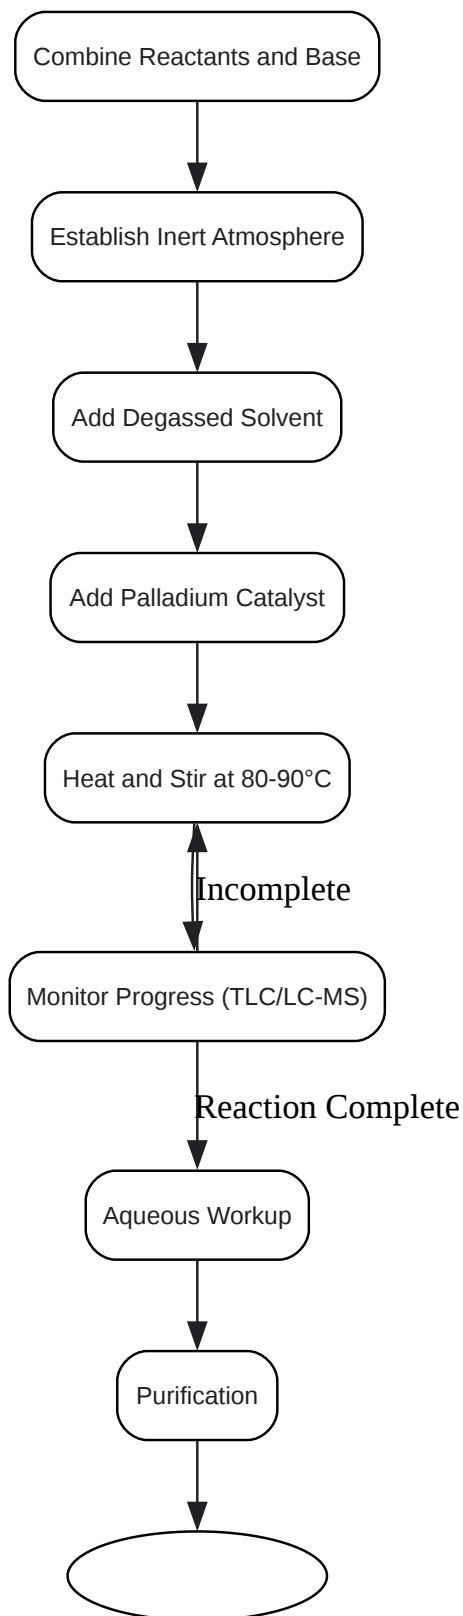 Combine Reactants and Base
Establish Inert Atmosphere
Add Degassed Solvent
Add Palladium Catalyst
Heat and Stir at 80-90°C
Incomplete
Monitor Progress (TLC/LC-MS)
Reaction Complete
Aqueous Workup
Purification